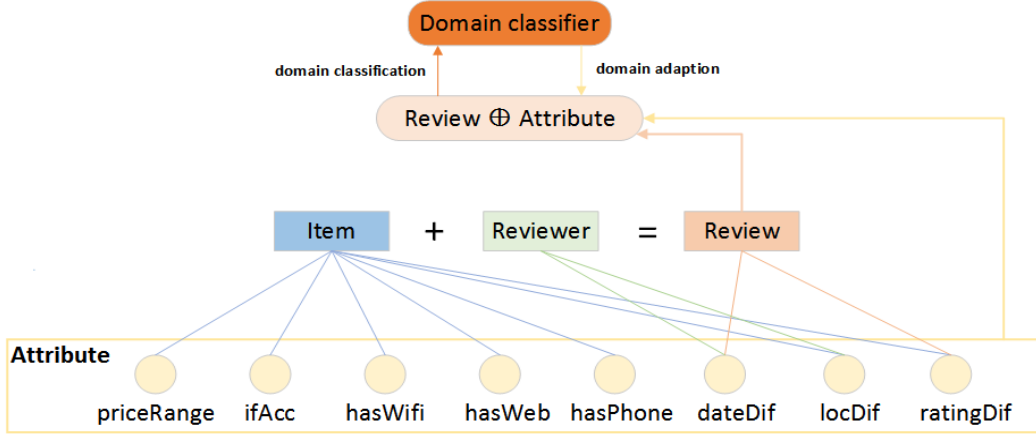 Domain classifier
domain classification
domain adaption
Review ⊕ Attribute
Item + Reviewer = Review
Attribute
priceRange ifAcc hasWifi hasWeb hasPhone dateDif locDif ratingDif